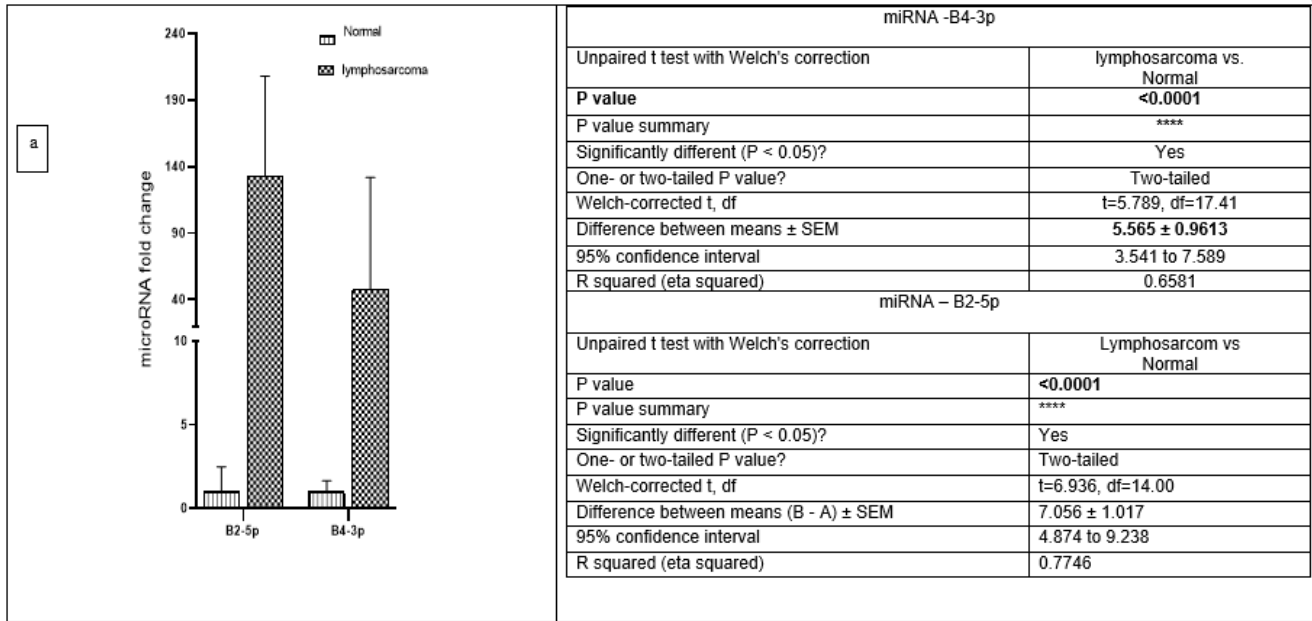 a
microRNA fold change
240
190
140
90
40
10
5
0
Normal
lymphosarcoma
B2-5p
B4-3p
miRNA -B4-3p
Unpaired t test with Welch's correction
lymphosarcoma vs.
Normal
P value
<0.0001
P value summary
****
Significantly different (P < 0.05)?
Yes
One- or two-tailed P value?
Two-tailed
Welch-corrected t, df
t=5.789, df=17.41
Difference between means ± SEM
5.565 ± 0.9613
95% confidence interval
3.541 to 7.589
R squared (eta squared)
0.6581
miRNA – B2-5p
Unpaired t test with Welch's correction
Lymphosarcom vs
Normal
P value
<0.0001
P value summary
****
Significantly different (P < 0.05)?
Yes
One- or two-tailed P value?
Two-tailed
Welch-corrected t, df
t=6.936, df=14.00
Difference between means (B - A) ± SEM
7.056 ± 1.017
95% confidence interval
4.874 to 9.238
R squared (eta squared)
0.7746